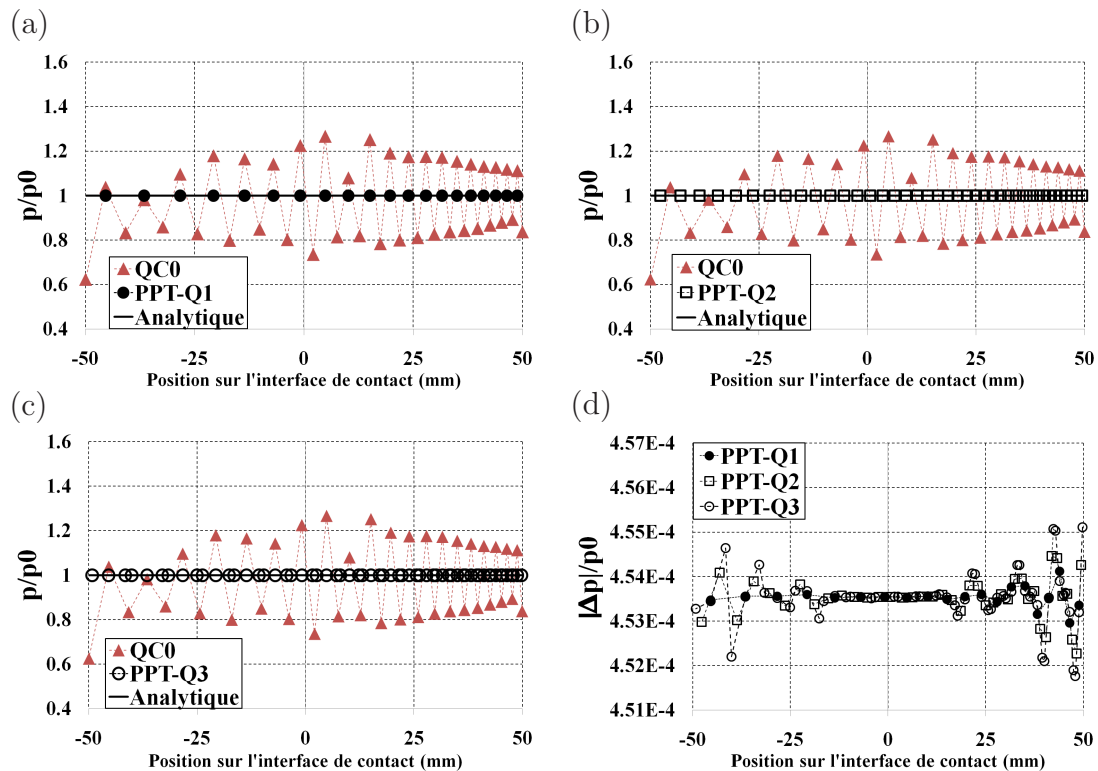 (a)
1.6
1.4
1.2
1
0.8
0.6
0.4
p/p0
QC0
PPT-Q1
Analytique
-50
-25
0
25
50
Position sur l'interface de contact (mm)
(b)
1.6
1.4
1.2
1
0.8
0.6
0.4
p/p0
QC0
PPT-Q2
Analytique
-50
-25
0
25
50
Position sur l'interface de contact (mm)
(c)
1.6
1.4
1.2
1
0.8
0.6
0.4
p/p0
QC0
PPT-Q3
Analytique
-50
-25
0
25
50
Position sur l'interface de contact (mm)
(d)
4.57E-4
4.56E-4
4.55E-4
4.54E-4
4.53E-4
4.52E-4
4.51E-4
|Δp|/p0
PPT-Q1
PPT-Q2
PPT-Q3
-50
-25
0
25
50
Position sur l'interface de contact (mm)